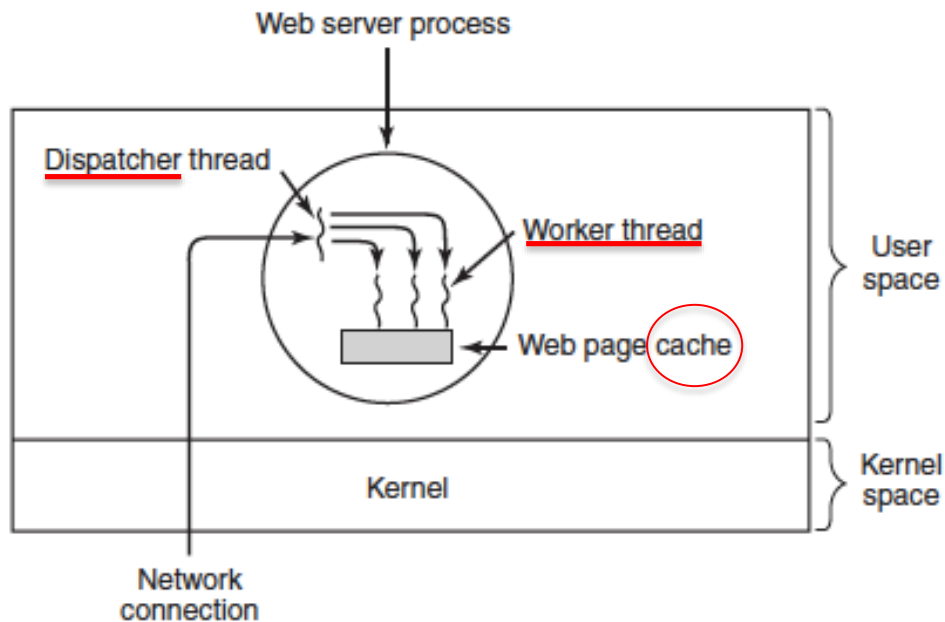 Web server process
Dispatcher thread
Worker thread
User
space
Web page cache
Kernel
Kernel
space
Network
connection